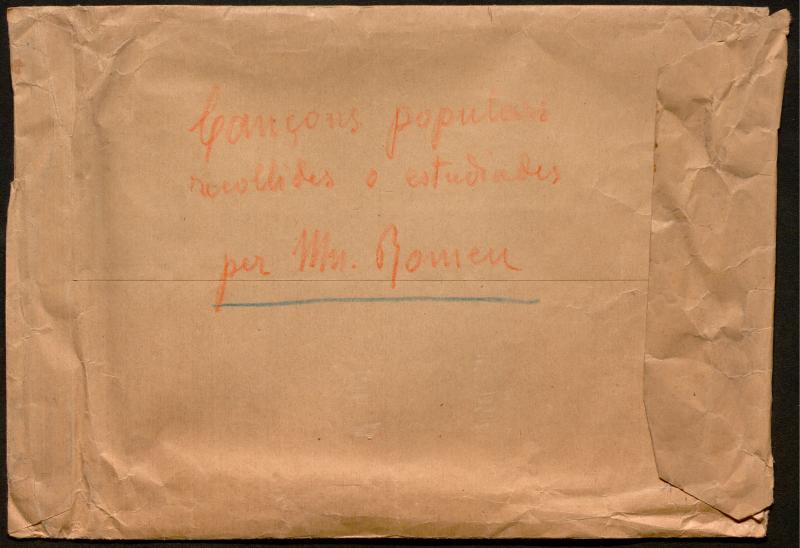 Cançons populars
recollides o estudiades
per Mn. Romeu